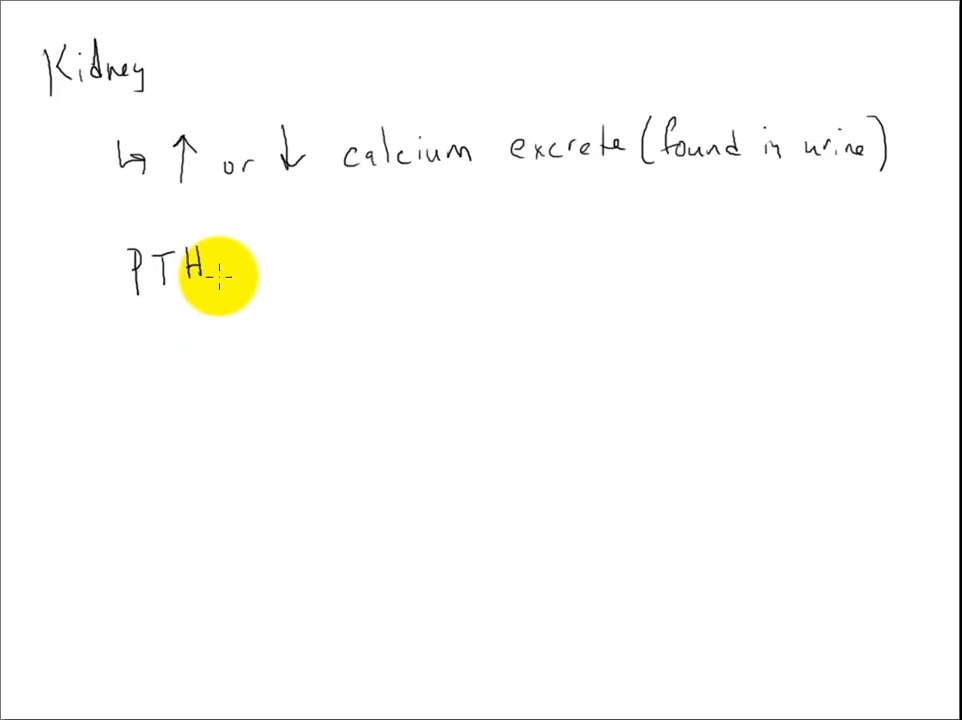 Kidney
↳ ↑ or ↓ calcium excrete (found in urine)
PTH